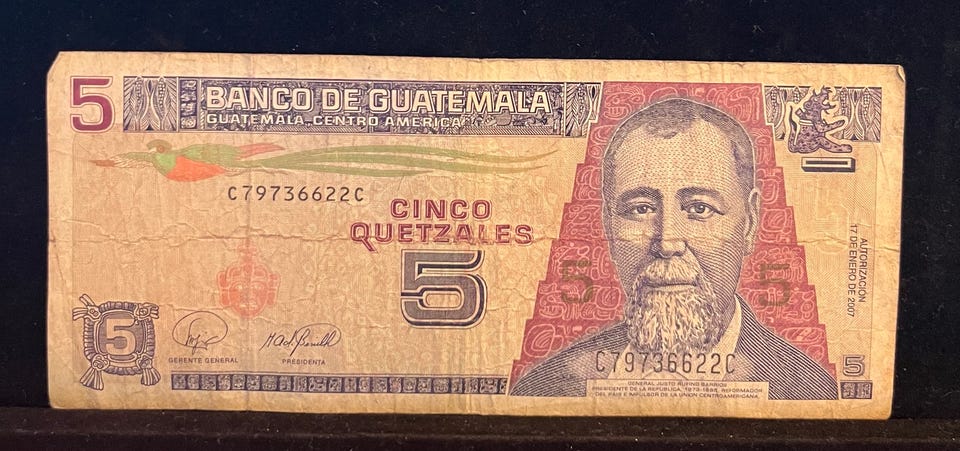 5
BANCO DE GUATEMALA
GUATEMALA, CENTRO AMERICA
C79736622C
CINCO
QUETZALES
5
5
5
5
GERENTE GENERAL
PRESIDENTA
AUTORIZACIÓN
17 DE ENERO DE 2007
C79736622C
5
GENERAL JUSTO RUFINO BARRIOS
PRESIDENTE DE LA REPUBLICA, 1873-1885, REFORMADOR
DEL PAIS E IMPULSOR DE LA UNION CENTROAMERICANA.